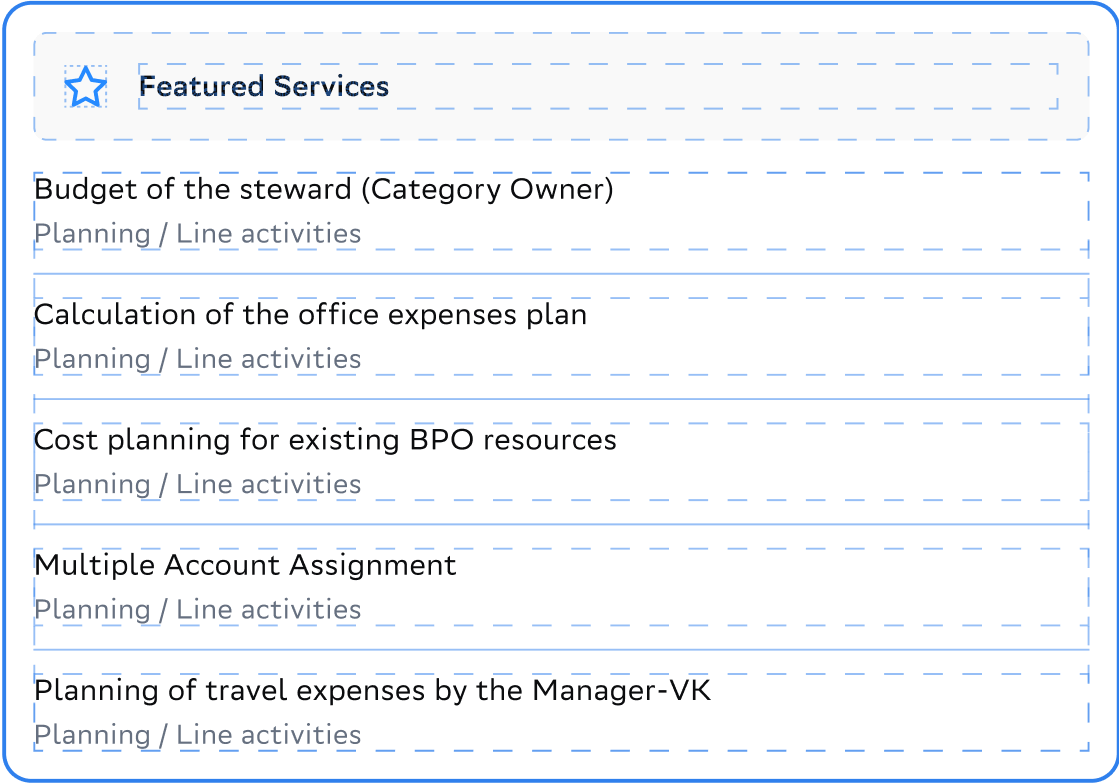 Featured Services
Budget of the steward (Category Owner)
Planning / Line activities
Calculation of the office expenses plan
Planning / Line activities
Cost planning for existing BPO resources
Planning / Line activities
Multiple Account Assignment
Planning / Line activities
Planning of travel expenses by the Manager-VK
Planning / Line activities